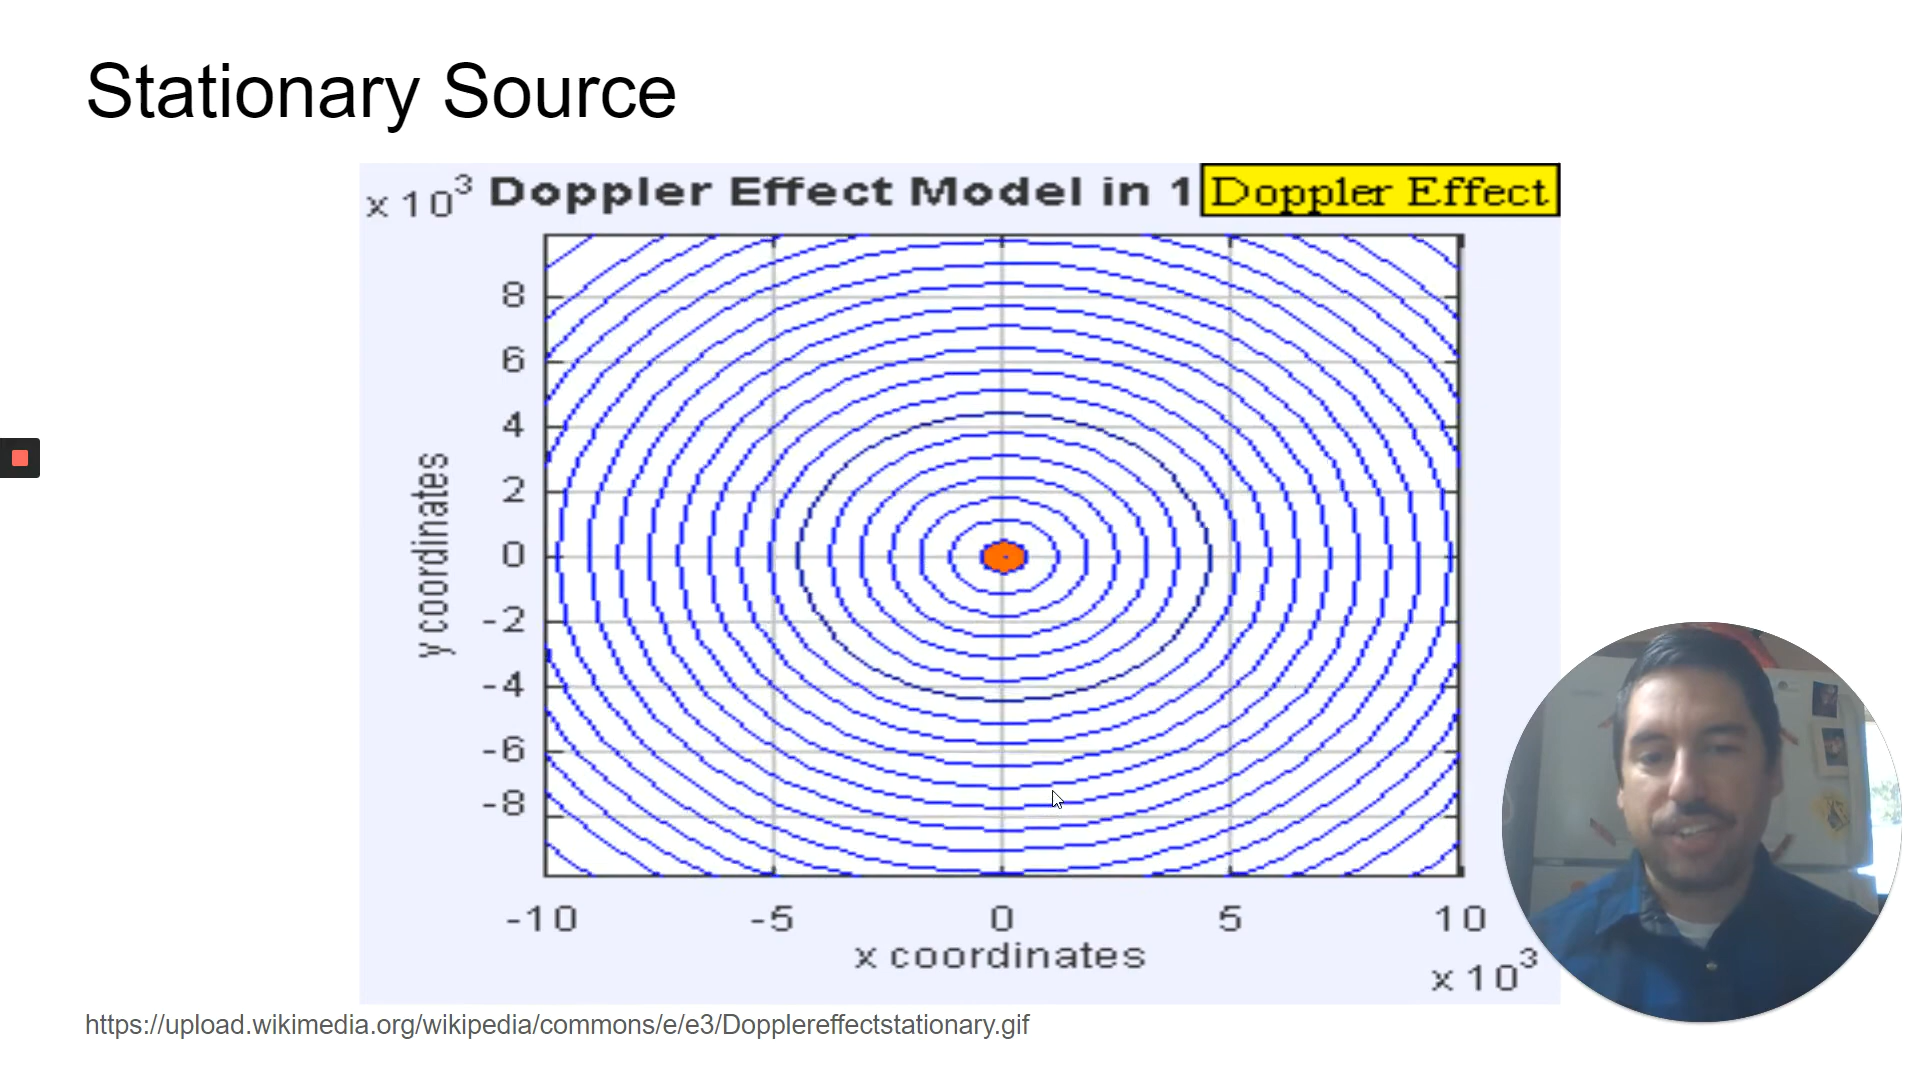 Stationary Source
x 10³ Doppler Effect Model in 1 Doppler Effect
8
6
4
2
0
-2
-4
-6
-8
y coordinates
-10 -5 0 5 10
x coordinates
x 10³
https://upload.wikimedia.org/wikipedia/commons/e/e3/Dopplereffectstationary.gif